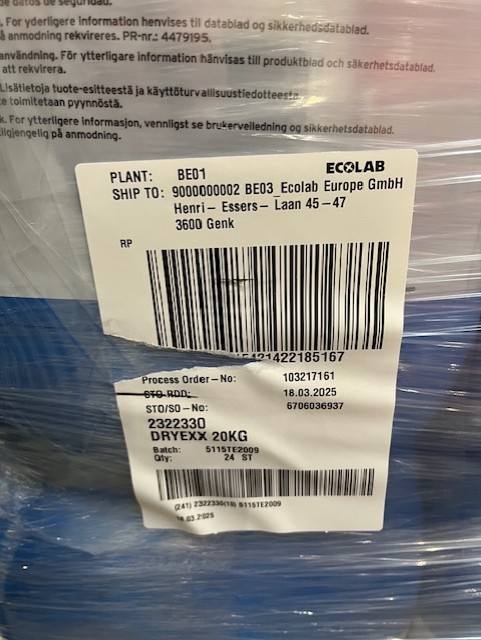 . For yderligere information henvises til datablad og sikkerhedsdatablad.
å anmodning rekvireres. PR-nr.: 4479195.
användning. För ytterligare information hänvisas till produktblad och säkerhetsdatablad.
att rekvirera.
Lisätietoja tuote-esitteestä ja käyttöturvallisuustiedotteesta
e toimitetaan pyynnöstä.
k. For ytterligere informasjon, vennligst se brukerveiledning og sikkerhetsdatablad.
ilgjengelig på anmodning.
ECOLAB
PLANT: BE01
SHIP TO: 9000000002 BE03_Ecolab Europe GmbH
Henri- Essers- Laan 45-47
3600 Genk
RP
5421422185167
Process Order-No: 103217161
STO RDD: 18.03.2025
STO/SO-No: 6706036937
2322330
DRYEXX 20KG
Batch: 5115TE2009
Qty: 24 ST
(241) 2322330(10) 5115TE2009
18.03.2025